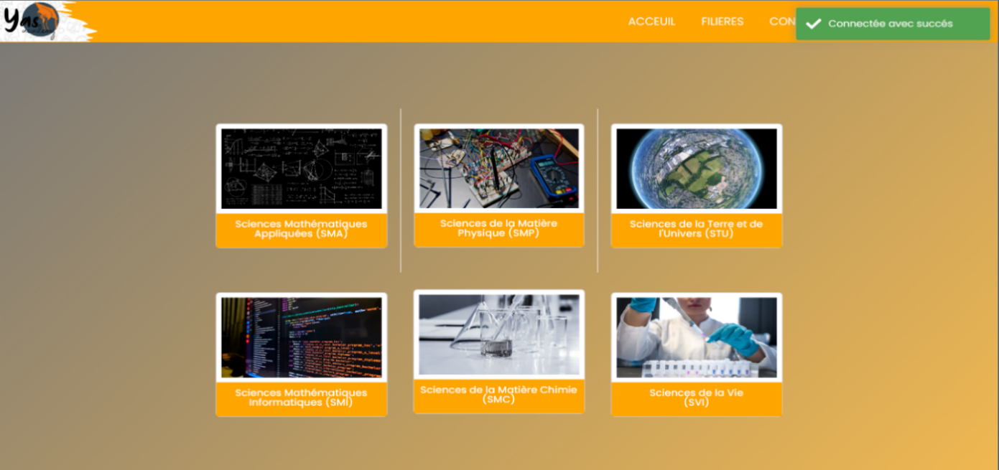 Yas
ACCEUIL FILIERES CON
Connectée avec succés
Sciences Mathématiques
Appliquées (SMA)
Sciences de la Matière
Physique (SMP)
Sciences de la Terre et de
l'Univers (STU)
Sciences Mathématiques
Informatiques (SMI)
Sciences de la Matière Chimie
(SMC)
Sciences de la Vie
(SVI)